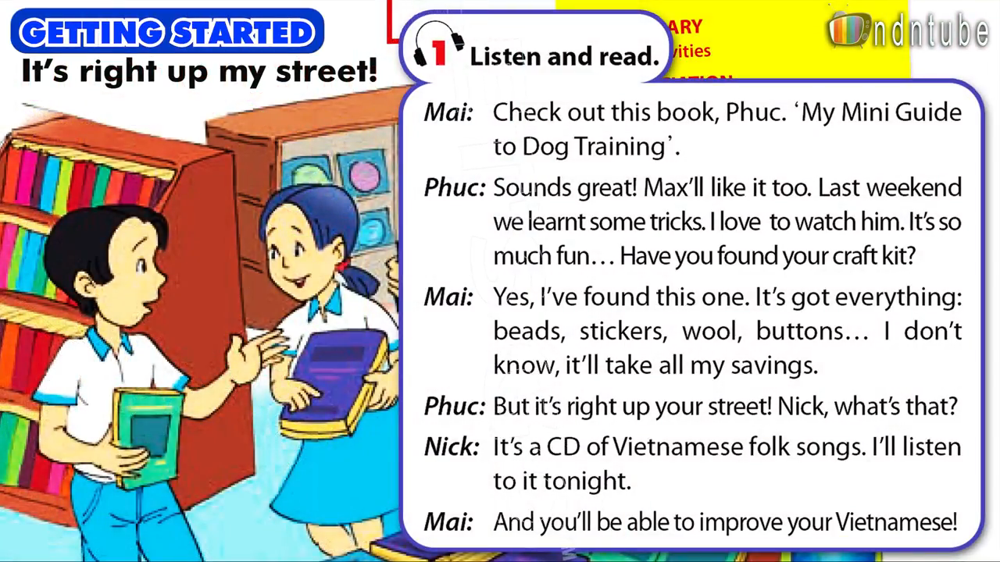 GETTING STARTED
It's right up my street!
1 Listen and read.
ndntube
Mai: Check out this book, Phuc. ‘My Mini Guide
to Dog Training’.
Phuc: Sounds great! Max'll like it too. Last weekend
we learnt some tricks. I love to watch him. It's so
much fun… Have you found your craft kit?
Mai: Yes, I've found this one. It's got everything:
beads, stickers, wool, buttons… I don't
know, it'll take all my savings.
Phuc: But it's right up your street! Nick, what's that?
Nick: It's a CD of Vietnamese folk songs. I'll listen
to it tonight.
Mai: And you'll be able to improve your Vietnamese!